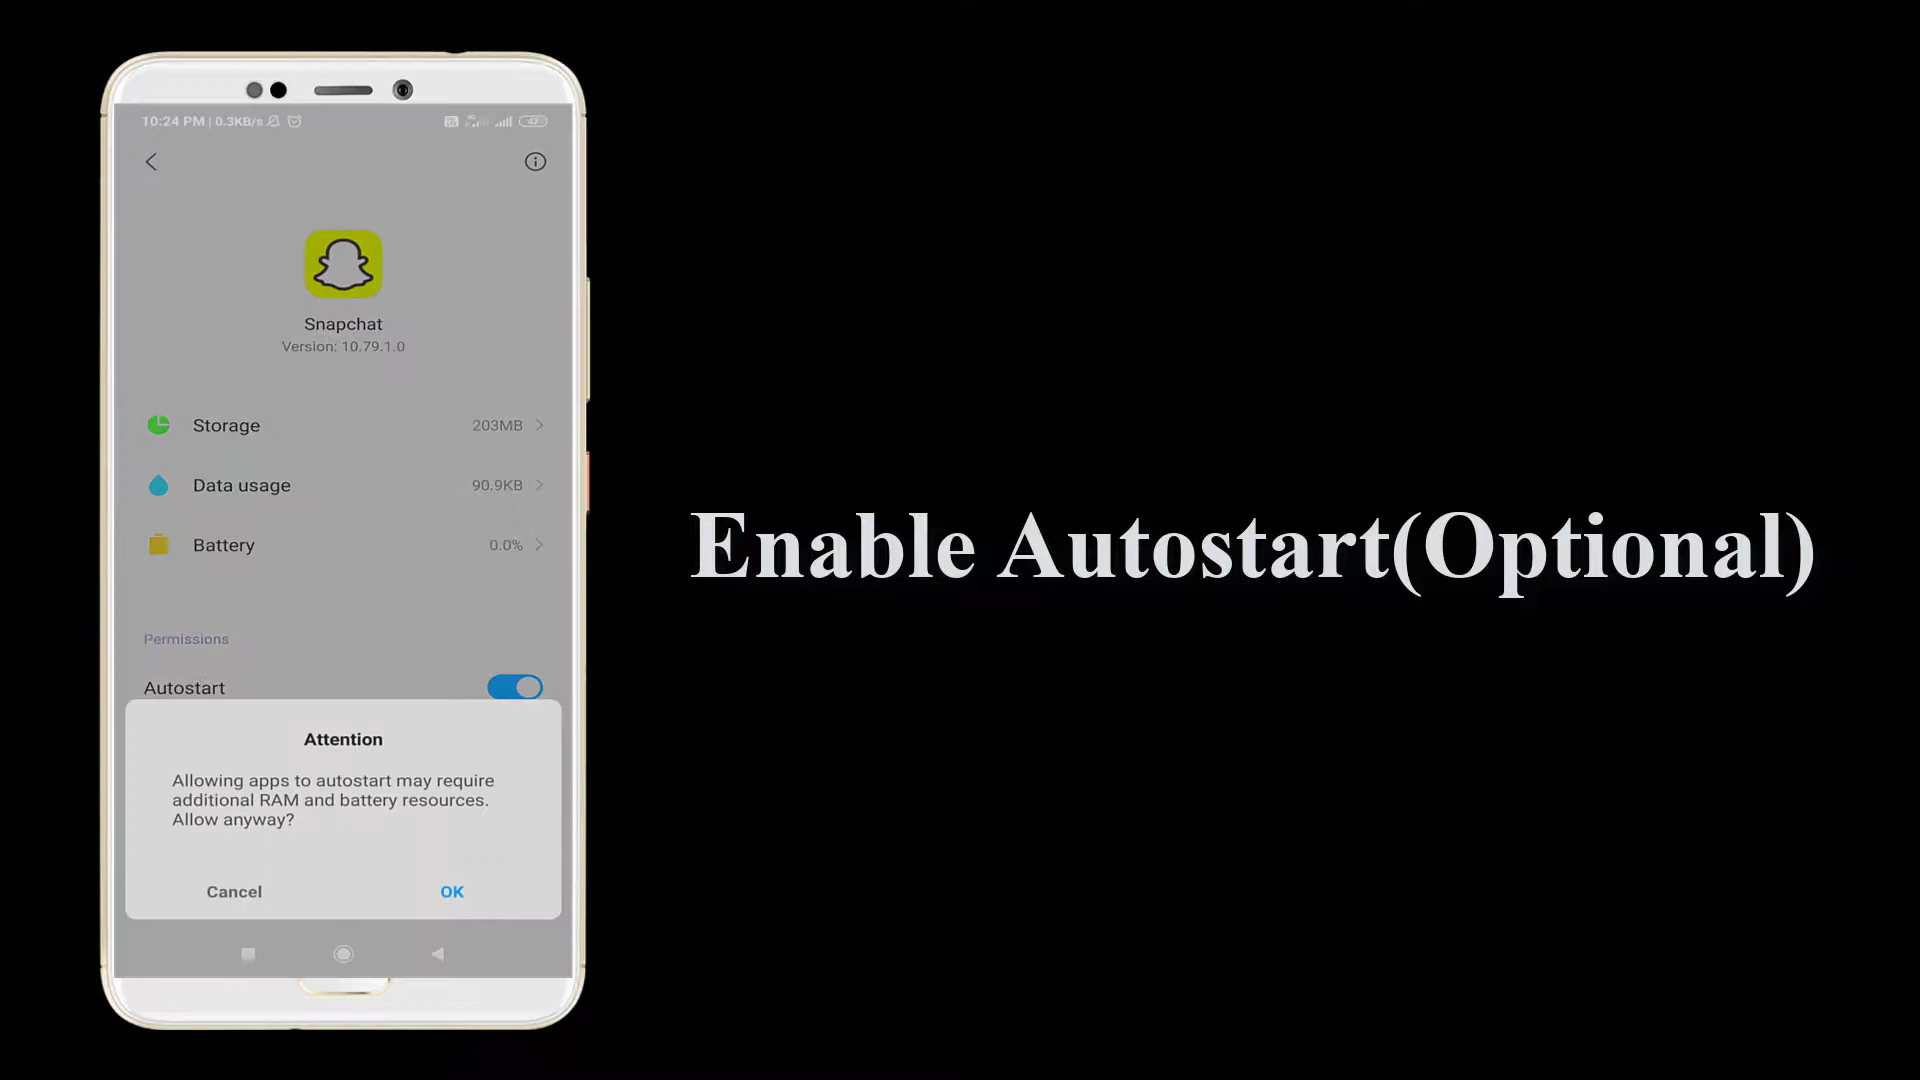 10:24 PM | 0.3KB/s
47
Snapchat
Version: 10.79.1.0
Storage 203MB
Data usage 90.9KB
Battery 0.0%
Permissions
Autostart
Attention
Allowing apps to autostart may require
additional RAM and battery resources.
Allow anyway?
Cancel OK
Enable Autostart(Optional)